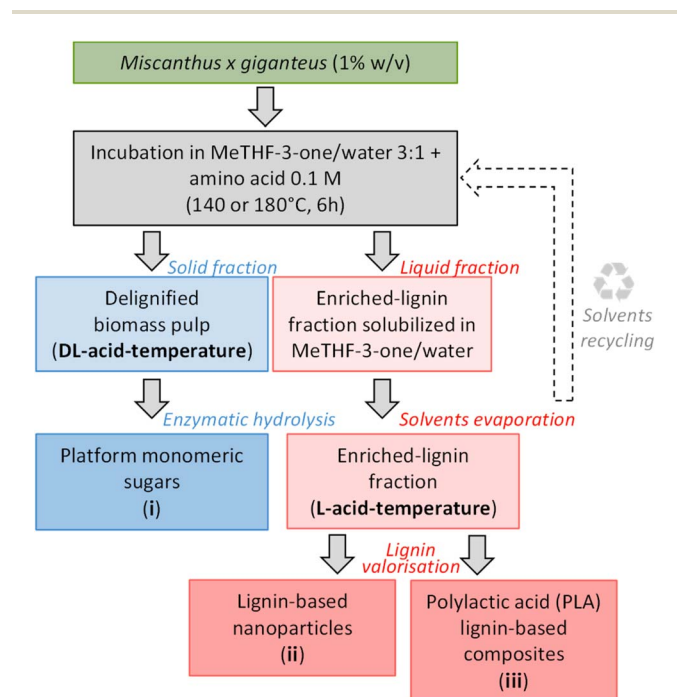 Miscanthus x giganteus (1% w/v)
Incubation in MeTHF-3-one/water 3:1 +
amino acid 0.1 M
(140 or 180°C, 6h)
Solid fraction
Liquid fraction
Delignified
biomass pulp
(DL-acid-temperature)
Enriched-lignin
fraction solubilized in
MeTHF-3-one/water
Solvents
recycling
Enzymatic hydrolysis
Solvents evaporation
Platform monomeric
sugars
(i)
Enriched-lignin
fraction
(L-acid-temperature)
Lignin
valorisation
Lignin-based
nanoparticles
(ii)
Polylactic acid (PLA)
lignin-based
composites
(iii)